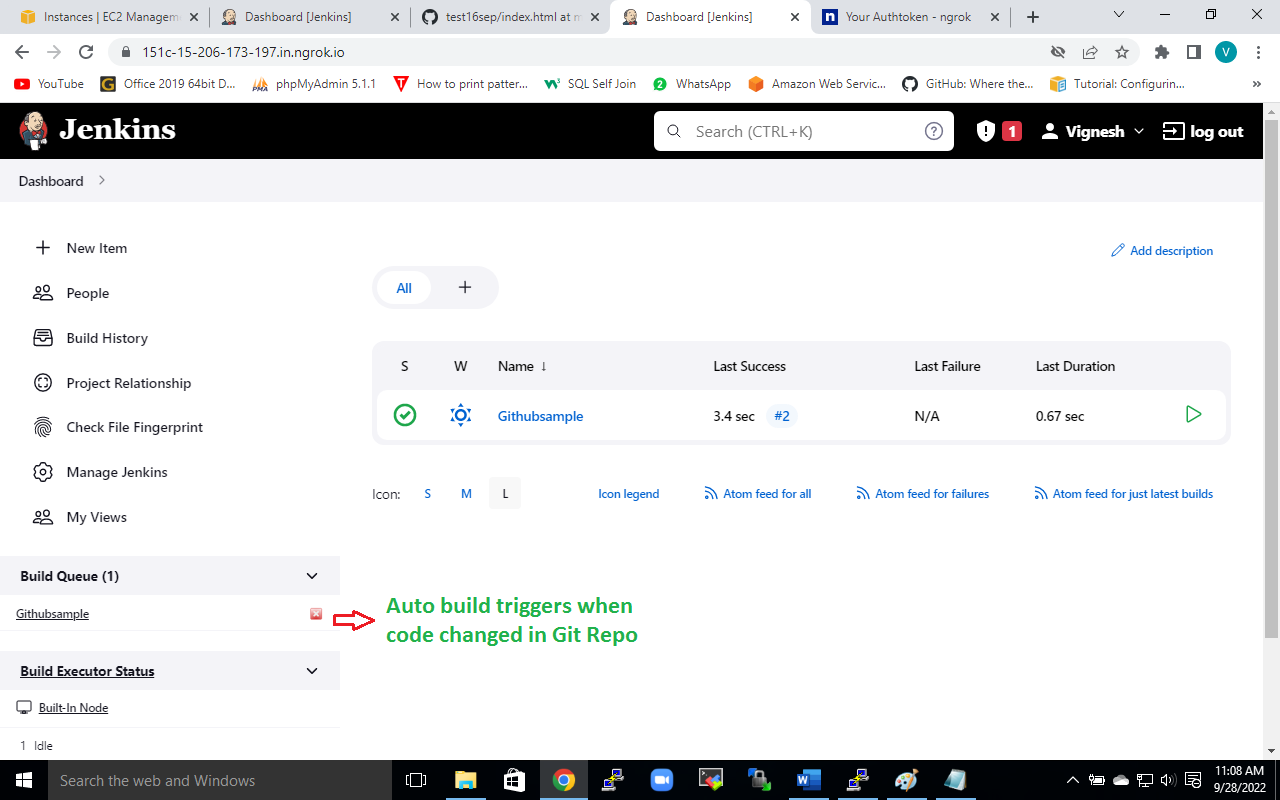 Instances | EC2 Managem
Dashboard [Jenkins]
test16sep/index.html at m
Dashboard [Jenkins]
Your Authtoken - ngrok
151c-15-206-173-197.in.ngrok.io
V
YouTube
Office 2019 64bit D...
phpMyAdmin 5.1.1
How to print patter...
SQL Self Join
2
WhatsApp
Amazon Web Servic...
GitHub: Where the...
Tutorial: Configurin...
Jenkins
Search (CTRL+K)
1
Vignesh
log out
Dashboard
New Item
People
Build History
Project Relationship
Check File Fingerprint
Manage Jenkins
My Views
Add description
All
S W Name ↓ Last Success Last Failure Last Duration
Githubsample 3.4 sec #2 N/A 0.67 sec
Icon: S M L
Icon legend
Atom feed for all
Atom feed for failures
Atom feed for just latest builds
Build Queue (1)
Githubsample
Auto build triggers when
code changed in Git Repo
Build Executor Status
Built-In Node
1 Idle
Search the web and Windows
11:08 AM
9/28/2022